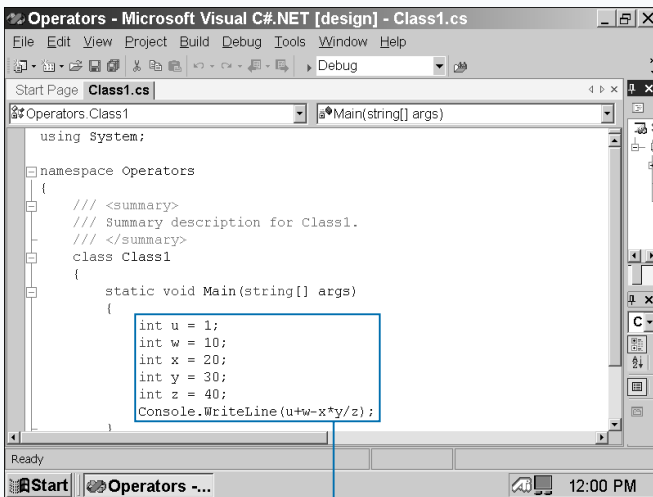 Operators - Microsoft Visual C#.NET [design] - Class1.cs
File Edit View Project Build Debug Tools Window Help
Debug
Start Page Class1.cs
Operators.Class1 Main(string[] args)
using System;
namespace Operators
{
/// <summary>
/// Summary description for Class1.
/// </summary>
class Class1
{
static void Main(string[] args)
{
int u = 1;
int w = 10;
int x = 20;
int y = 30;
int z = 40;
Console.WriteLine(u+w-x*y/z);
}
C
Ready
Start Operators -... 12:00 PM